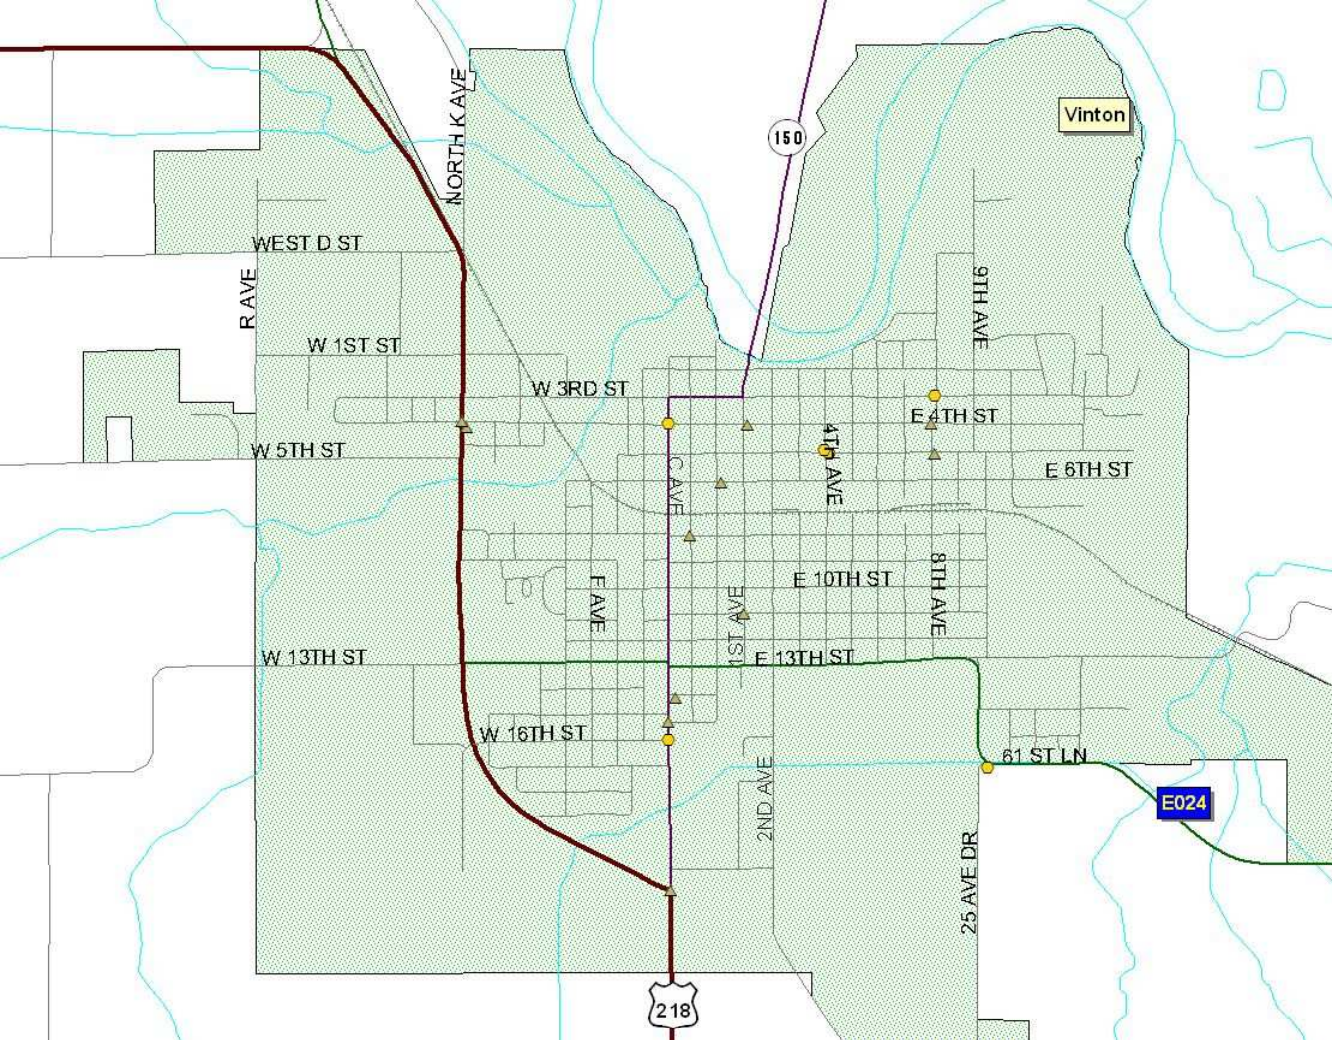 Vinton
NORTH K AVE
150
WEST D ST
R AVE
9TH AVE
W 1ST ST
W 3RD ST
E 4TH ST
W 5TH ST
4TH AVE
E 6TH ST
C AVE
E 10TH ST
F AVE
8TH AVE
1ST AVE
W 13TH ST
E 13TH ST
W 16TH ST
61 ST LN
2ND AVE
E024
25 AVE DR
218